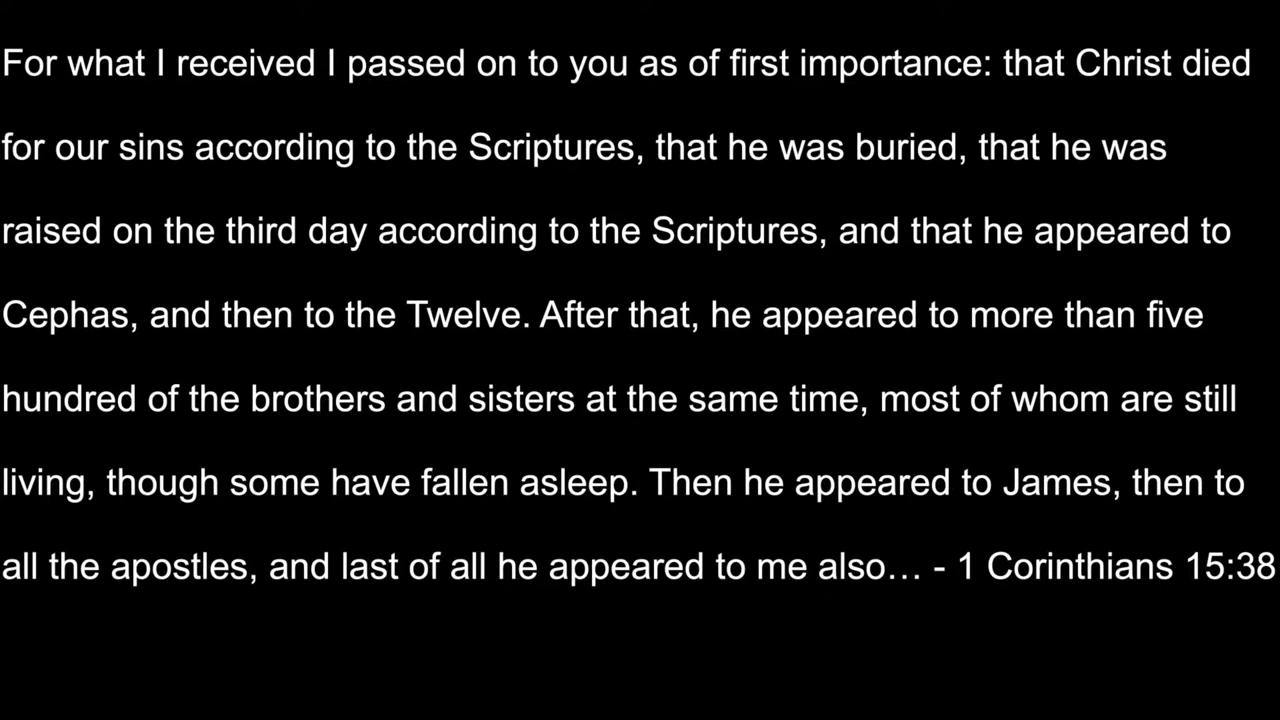 For what I received I passed on to you as of first importance: that Christ died
for our sins according to the Scriptures, that he was buried, that he was
raised on the third day according to the Scriptures, and that he appeared to
Cephas, and then to the Twelve. After that, he appeared to more than five
hundred of the brothers and sisters at the same time, most of whom are still
living, though some have fallen asleep. Then he appeared to James, then to
all the apostles, and last of all he appeared to me also… - 1 Corinthians 15:38